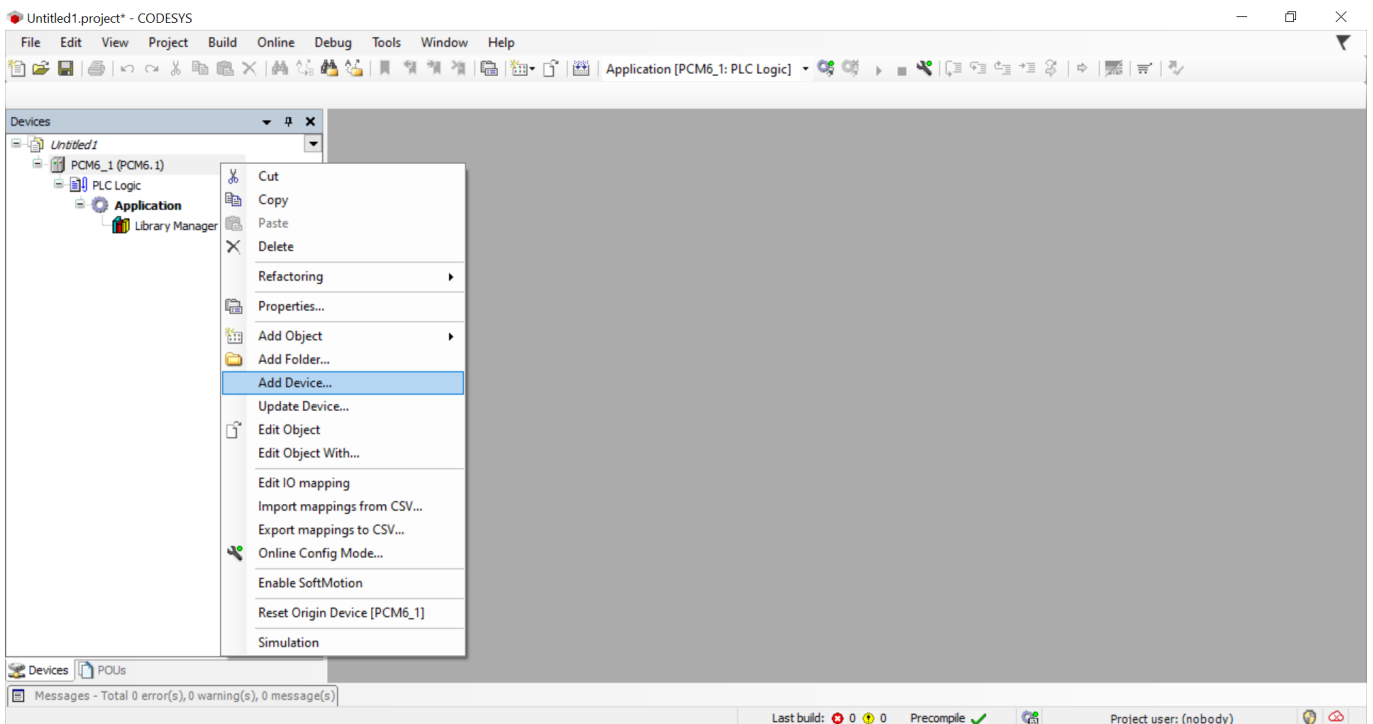 Untitled1.project* - CODESYS
File Edit View Project Build Online Debug Tools Window Help
Application [PCM6_1: PLC Logic]
Devices
Untitled1
PCM6_1 (PCM6.1)
PLC Logic
Application
Library Manager
Cut
Copy
Paste
Delete
Refactoring
Properties...
Add Object
Add Folder...
Add Device...
Update Device...
Edit Object
Edit Object With...
Edit IO mapping
Import mappings from CSV...
Export mappings to CSV...
Online Config Mode...
Enable SoftMotion
Reset Origin Device [PCM6_1]
Simulation
Devices POUs
Messages - Total 0 error(s), 0 warning(s), 0 message(s)
Last build: 0 0 Precompile Project user: (nobody)